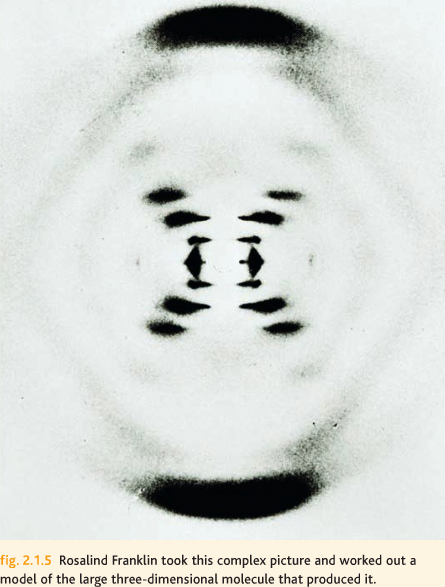 fig. 2.1.5 Rosalind Franklin took this complex picture and worked out a
model of the large three-dimensional molecule that produced it.